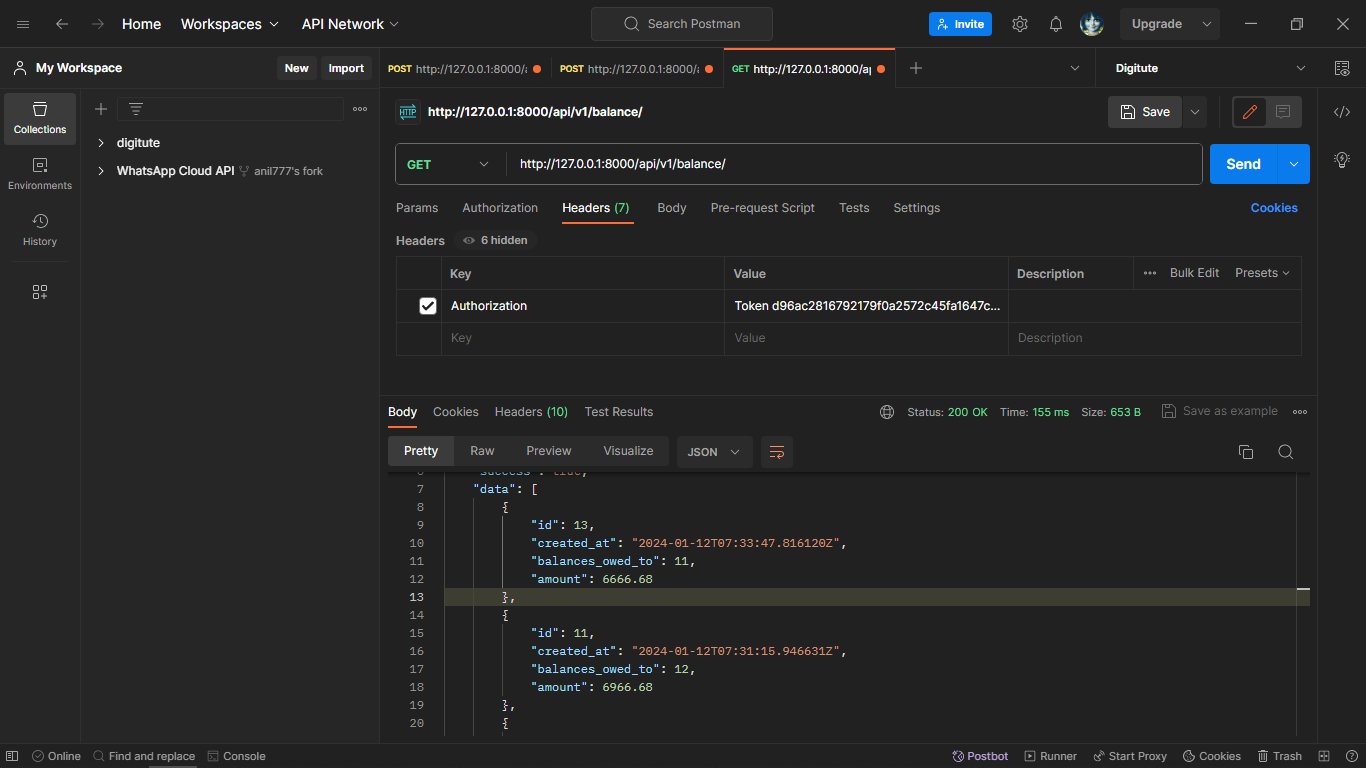 Home Workspaces API Network Search Postman Invite Upgrade
My Workspace New Import
POST http://127.0.0.1:8000/a POST http://127.0.0.1:8000/a GET http://127.0.0.1:8000/ap Digitute
Collections
Environments
History
digitute
WhatsApp Cloud API anil777's fork
HTTP http://127.0.0.1:8000/api/v1/balance/ Save
GET http://127.0.0.1:8000/api/v1/balance/ Send
Params Authorization Headers (7) Body Pre-request Script Tests Settings Cookies
Headers 6 hidden
Key Value Description Bulk Edit Presets
Authorization Token d96ac2816792179f0a2572c45fa1647c...
Key Value Description
Body Cookies Headers (10) Test Results Status: 200 OK Time: 155 ms Size: 653 B Save as example
Pretty Raw Preview Visualize JSON
6 "success": true,
7 "data": [
8 {
9 "id": 13,
10 "created_at": "2024-01-12T07:33:47.816120Z",
11 "balances_owed_to": 11,
12 "amount": 6666.68
13 },
14 {
15 "id": 11,
16 "created_at": "2024-01-12T07:31:15.946631Z",
17 "balances_owed_to": 12,
18 "amount": 6966.68
19 },
20 {
Online Find and replace Console Postbot Runner Start Proxy Cookies Trash